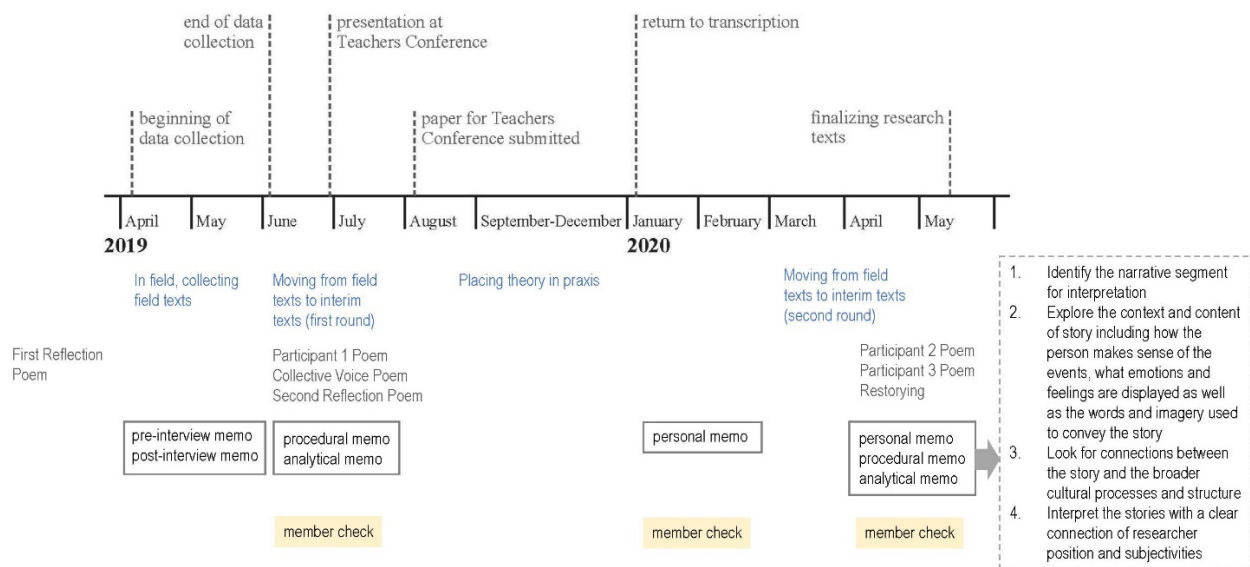 end of data
collection
presentation at
Teachers Conference
return to transcription
beginning of
data collection
paper for Teachers
Conference submitted
finalizing research
texts
April
May
June
July
August
September-December
January
February
March
April
May
2019
2020
In field, collecting
field texts
Moving from field
texts to interim
texts (first round)
Placing theory in praxis
Moving from field
texts to interim texts
(second round)
First Reflection
Poem
Participant 1 Poem
Collective Voice Poem
Second Reflection Poem
Participant 2 Poem
Participant 3 Poem
Restorying
pre-interview memo
post-interview memo
procedural memo
analytical memo
personal memo
personal memo
procedural memo
analytical memo
member check
member check
member check
1. Identify the narrative segment
for interpretation
2. Explore the context and content
of story including how the
person makes sense of the
events, what emotions and
feelings are displayed as well
as the words and imagery used
to convey the story
3. Look for connections between
the story and the broader
cultural processes and structure
4. Interpret the stories with a clear
connection of researcher
position and subjectivities